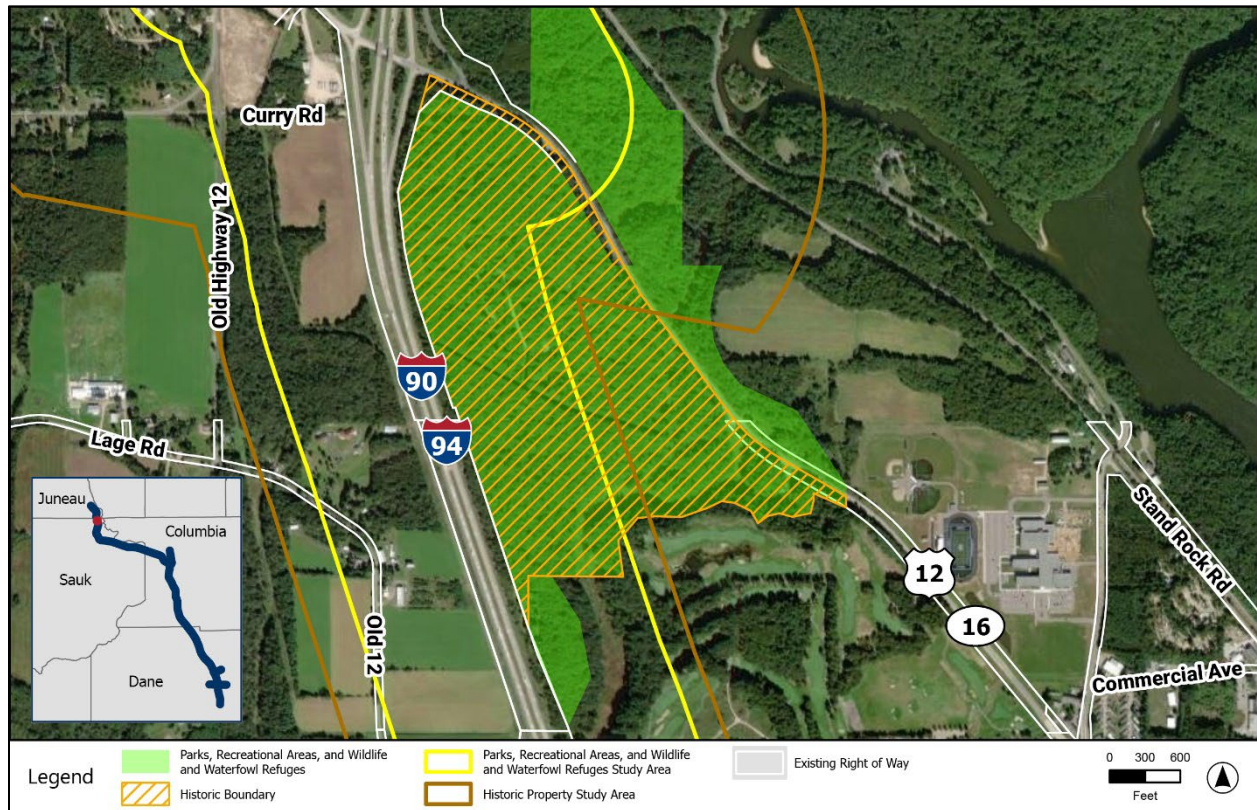 Curry Rd
Old Highway 12
90
94
Lage Rd
Old 12
12
16
Stand Rock Rd
Commercial Ave
Juneau
Columbia
Sauk
Dane
Legend
Parks, Recreational Areas, and Wildlife
and Waterfowl Refuges
Historic Boundary
Parks, Recreational Areas, and Wildlife
and Waterfowl Refuges Study Area
Historic Property Study Area
Existing Right of Way
0 300 600
Feet